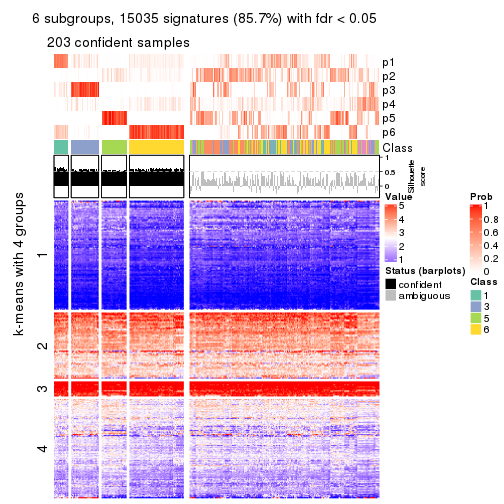 6 subgroups, 15035 signatures (85.7%) with fdr < 0.05
203 confident samples
p1
p2
p3
p4
p5
p6
Class
1
0.5
0
Silhouette
score
k-means with 4 groups
1
2
3
4
Value
5
4
3
2
1
Status (barplots)
confident
ambiguous
Prob
1
0.8
0.6
0.4
0.2
0
Class
1
3
5
6